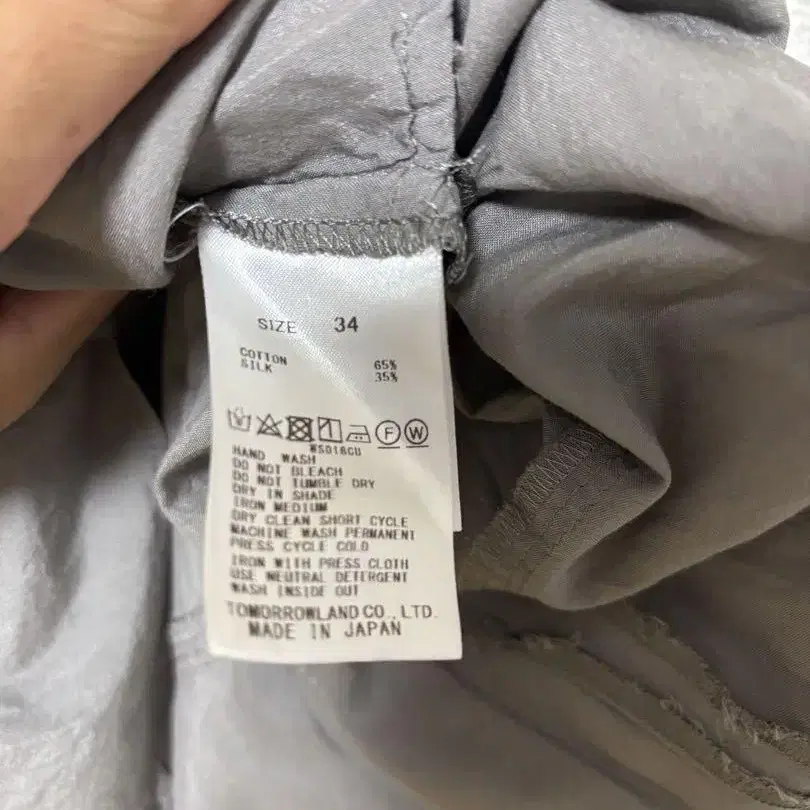 SIZE 34
COTTON 65%
SILK 35%
F W
WS018CU
HAND WASH
DO NOT BLEACH
DO NOT TUMBLE DRY
DRY IN SHADE
IRON MEDIUM
DRY CLEAN SHORT CYCLE
MACHINE WASH PERMANENT
PRESS CYCLE COLD
IRON WITH PRESS CLOTH
USE NEUTRAL DETERGENT
WASH INSIDE OUT
TOMORROWLAND CO., LTD.
MADE IN JAPAN